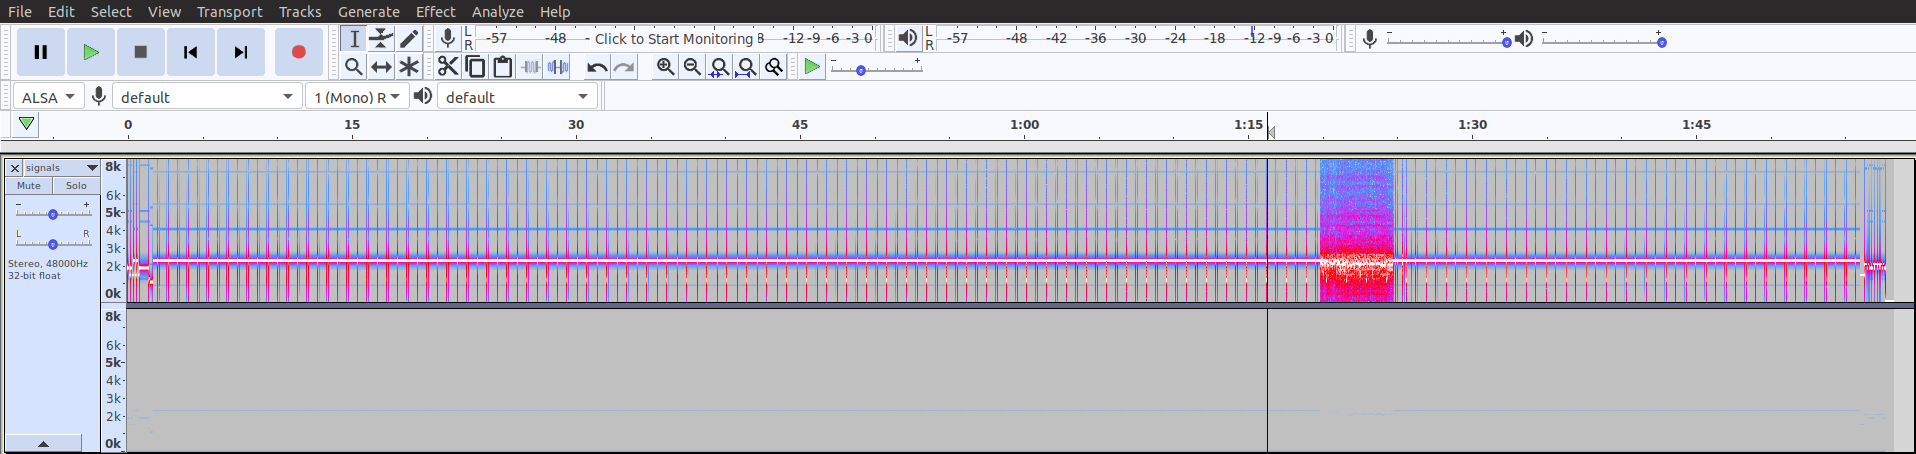 File Edit Select View Transport Tracks Generate Effect Analyze Help
L R -57 -48 - Click to Start Monitoring 8 -12 -9 -6 -3 0
L R -57 -48 -42 -36 -30 -24 -18 -12 -9 -6 -3 0
- +
- +
- +
ALSA default 1 (Mono) R default
0 15 30 45 1:00 1:15 1:30 1:45
× signals
Mute Solo
- +
L R
Stereo, 48000Hz
32-bit float
8k
6k
5k
4k
3k
2k
0k
8k
6k
5k
4k
3k
2k
0k